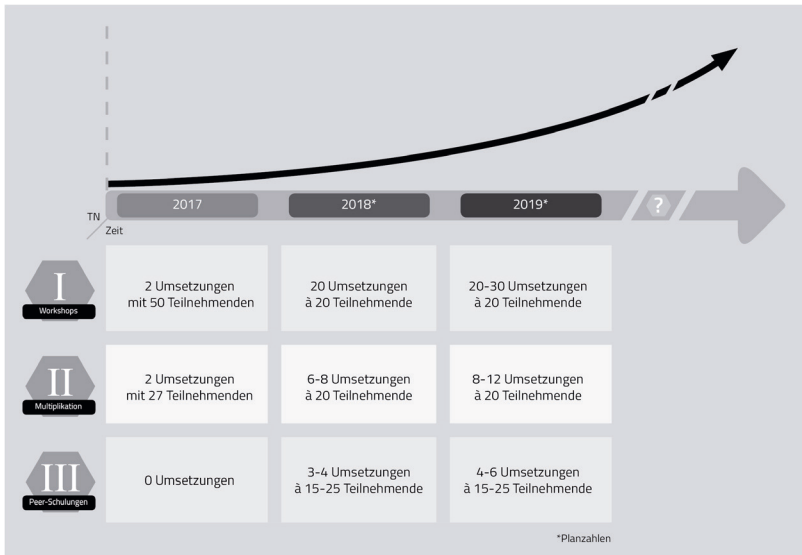 2017
2018*
2019*
?
TN
Zeit
I
Workshops
2 Umsetzungen
mit 50 Teilnehmenden
20 Umsetzungen
à 20 Teilnehmende
20-30 Umsetzungen
à 20 Teilnehmende
II
Multiplikation
2 Umsetzungen
mit 27 Teilnehmenden
6-8 Umsetzungen
à 20 Teilnehmende
8-12 Umsetzungen
à 20 Teilnehmende
III
Peer-Schulungen
0 Umsetzungen
3-4 Umsetzungen
à 15-25 Teilnehmende
4-6 Umsetzungen
à 15-25 Teilnehmende
*Planzahlen